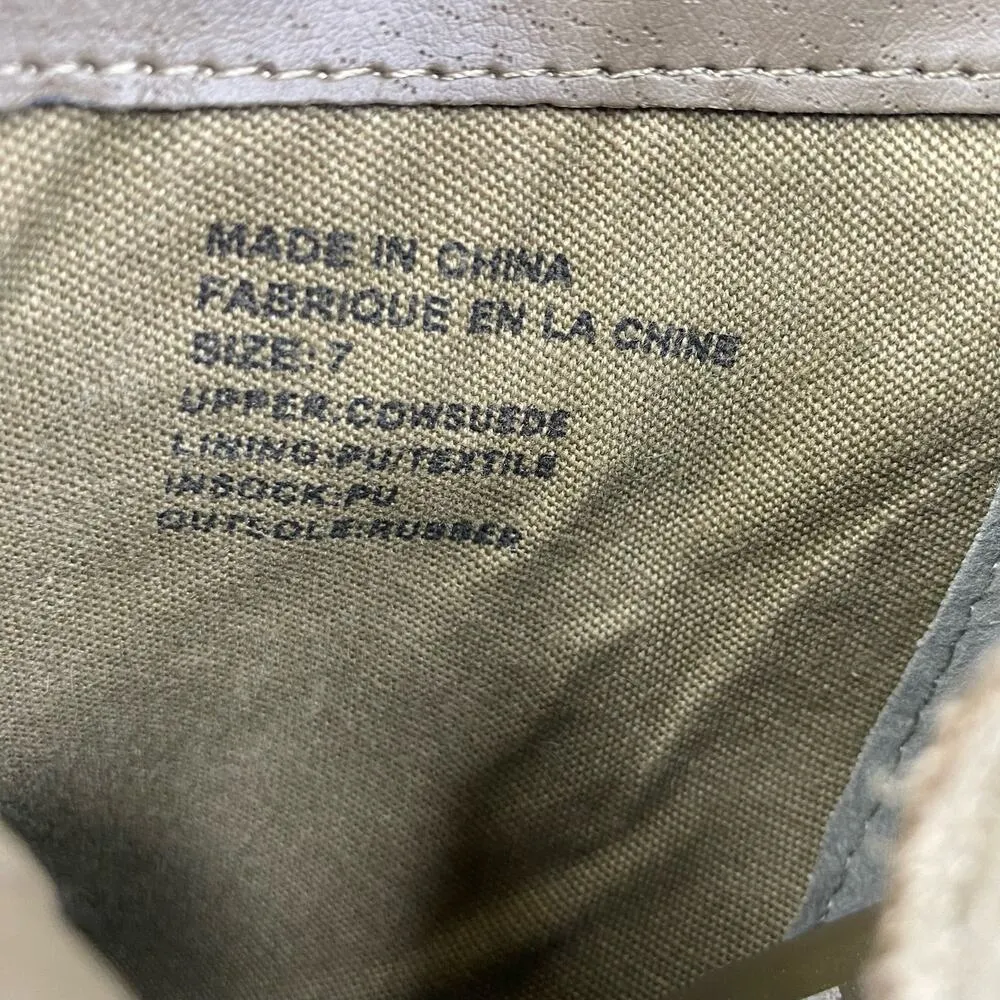 MADE IN CHINA
FABRIQUE EN LA CHINE
SIZE: 7
UPPER:COWSUEDE
LINING:PU/TEXTILE
INSOCK:PU
OUTSOLE:RUBBER